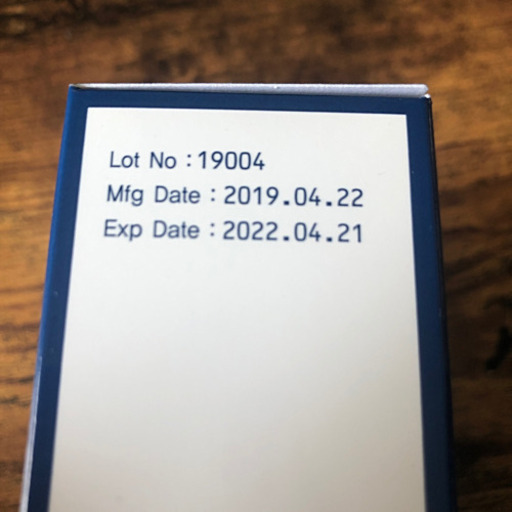 Lot No : 19004
Mfg Date : 2019.04.22
Exp Date : 2022.04.21